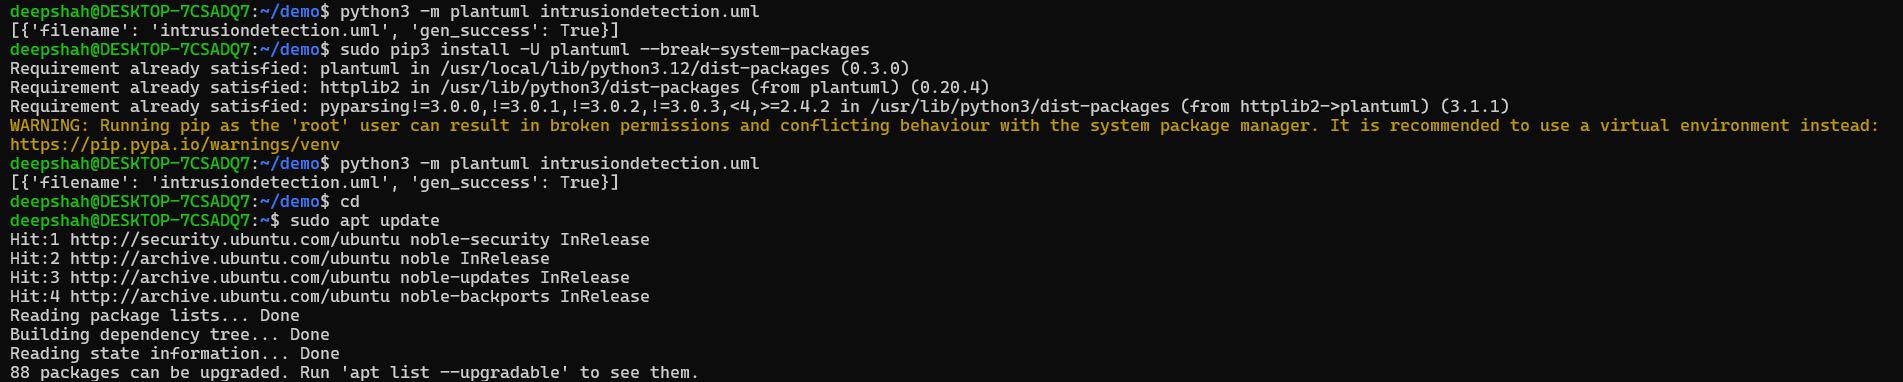 deepshah@DESKTOP-7CSADQ7:~/demo$ python3 -m plantuml intrusiondetection.uml
[{'filename': 'intrusiondetection.uml', 'gen_success': True}]
deepshah@DESKTOP-7CSADQ7:~/demo$ sudo pip3 install -U plantuml --break-system-packages
Requirement already satisfied: plantuml in /usr/local/lib/python3.12/dist-packages (0.3.0)
Requirement already satisfied: httplib2 in /usr/lib/python3/dist-packages (from plantuml) (0.20.4)
Requirement already satisfied: pyparsing!=3.0.0,!=3.0.1,!=3.0.2,!=3.0.3,<4,>=2.4.2 in /usr/lib/python3/dist-packages (from httplib2->plantuml) (3.1.1)
WARNING: Running pip as the 'root' user can result in broken permissions and conflicting behaviour with the system package manager. It is recommended to use a virtual environment instead:
https://pip.pypa.io/warnings/venv
deepshah@DESKTOP-7CSADQ7:~/demo$ python3 -m plantuml intrusiondetection.uml
[{'filename': 'intrusiondetection.uml', 'gen_success': True}]
deepshah@DESKTOP-7CSADQ7:~/demo$ cd
deepshah@DESKTOP-7CSADQ7:~$ sudo apt update
Hit:1 http://security.ubuntu.com/ubuntu noble-security InRelease
Hit:2 http://archive.ubuntu.com/ubuntu noble InRelease
Hit:3 http://archive.ubuntu.com/ubuntu noble-updates InRelease
Hit:4 http://archive.ubuntu.com/ubuntu noble-backports InRelease
Reading package lists... Done
Building dependency tree... Done
Reading state information... Done
88 packages can be upgraded. Run 'apt list --upgradable' to see them.